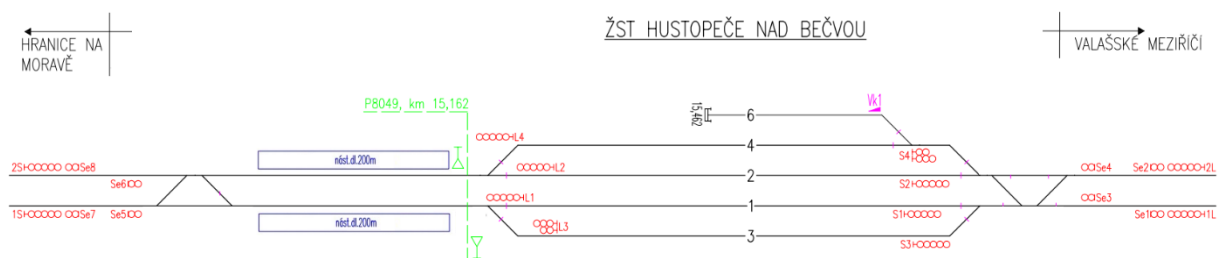 ŽST HUSTOPEČE NAD BEČVOU
HRANICE NA
MORAVĚ
VALAŠSKÉ MEZIŘÍČÍ
P8049, km 15,162
Vk1
15,462
6
L4
4
S4
nást.dl.200m
L2
2S
Se8
Se6
2
S2
Se4
Se2
2L
1S
Se7
Se5
L1
1
S1
Se3
Se1
1L
nást.dl.200m
L3
3
S3